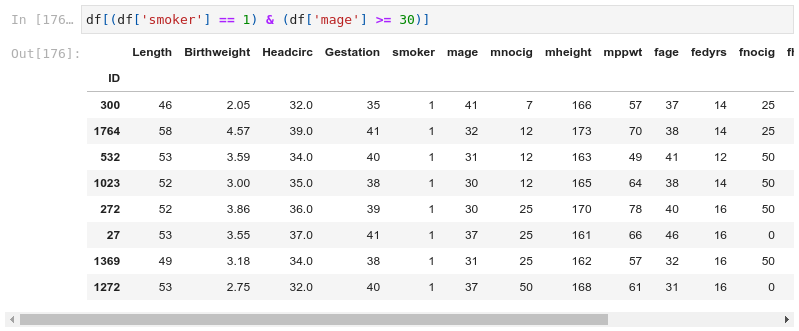 In [176… df[(df['smoker'] == 1) & (df['mage'] >= 30)]
Out[176]:
Length Birthweight Headcirc Gestation smoker mage mnocig mheight mppwt fage fedyrs fnocig
ID
300 46 2.05 32.0 35 1 41 7 166 57 37 14 25
1764 58 4.57 39.0 41 1 32 12 173 70 38 14 25
532 53 3.59 34.0 40 1 31 12 163 49 41 12 50
1023 52 3.00 35.0 38 1 30 12 165 64 38 14 50
272 52 3.86 36.0 39 1 30 25 170 78 40 16 50
27 53 3.55 37.0 41 1 37 25 161 66 46 16 0
1369 49 3.18 34.0 38 1 31 25 162 57 32 16 50
1272 53 2.75 32.0 40 1 37 50 168 61 31 16 0